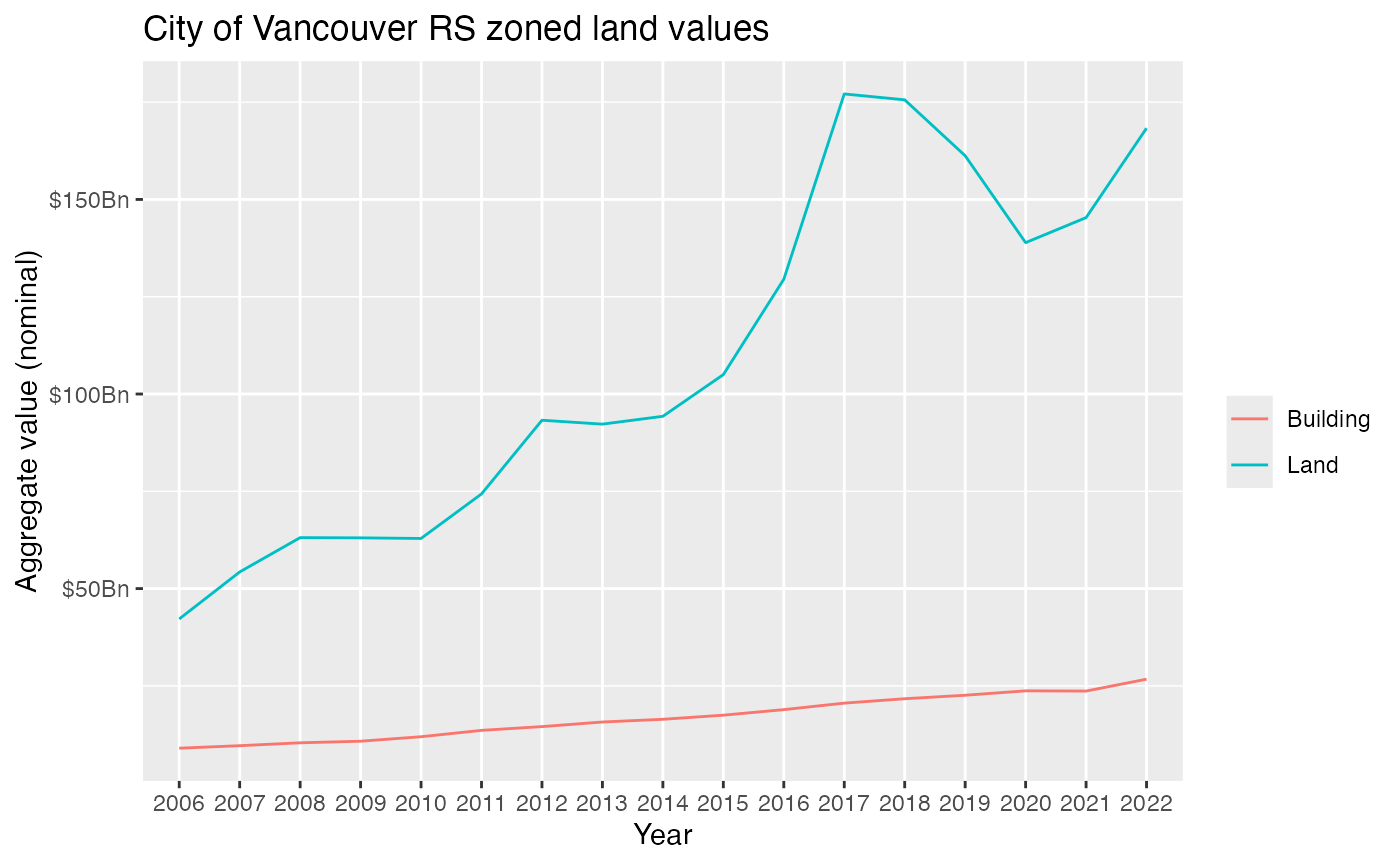 City of Vancouver RS zoned land values
Aggregate value (nominal)
$150Bn
$100Bn
$50Bn
Building
Land
2006 2007 2008 2009 2010 2011 2012 2013 2014 2015 2016 2017 2018 2019 2020 2021 2022
Year